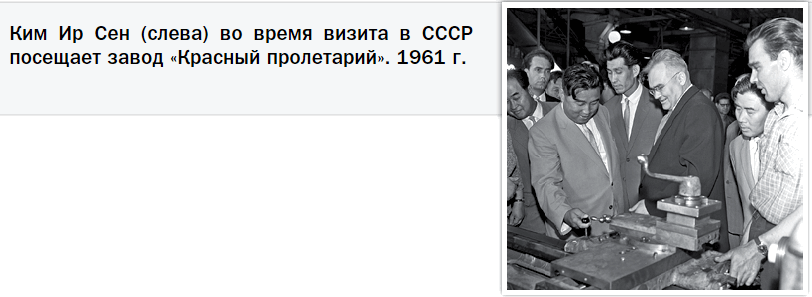 Ким Ир Сен (слева) во время визита в СССР
посещает завод «Красный пролетарий». 1961 г.